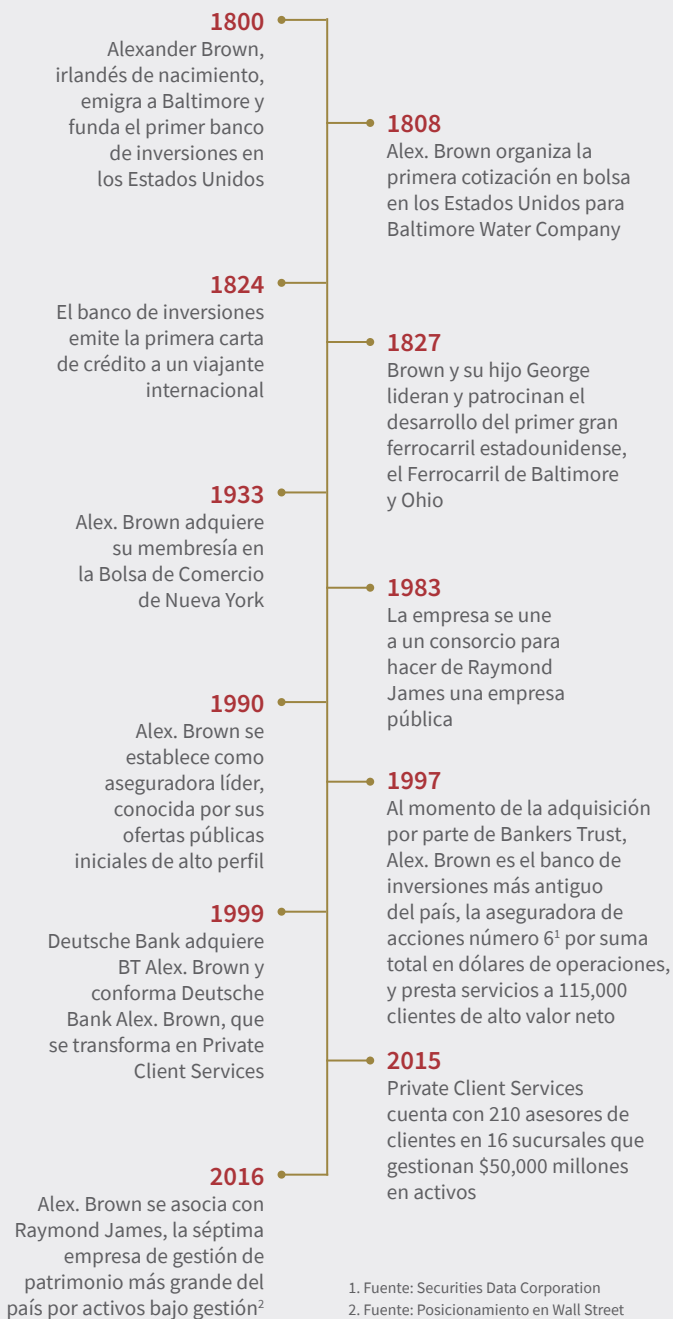 1800
Alexander Brown,
irlandés de nacimiento,
emigra a Baltimore y
funda el primer banco
de inversiones en
los Estados Unidos
1808
Alex. Brown organiza la
primera cotización en bolsa
en los Estados Unidos para
Baltimore Water Company
1824
El banco de inversiones
emite la primera carta
de crédito a un viajante
internacional
1827
Brown y su hijo George
lideran y patrocinan el
desarrollo del primer gran
ferrocarril estadounidense,
el Ferrocarril de Baltimore
y Ohio
1933
Alex. Brown adquiere
su membresía en
la Bolsa de Comercio
de Nueva York
1983
La empresa se une
a un consorcio para
hacer de Raymond
James una empresa
pública
1990
Alex. Brown se
establece como
aseguradora líder,
conocida por sus
ofertas públicas
iniciales de alto perfil
1997
Al momento de la adquisición
por parte de Bankers Trust,
Alex. Brown es el banco de
inversiones más antiguo
del país, la aseguradora de
acciones número 6¹ por suma
total en dólares de operaciones,
y presta servicios a 115,000
clientes de alto valor neto
1999
Deutsche Bank adquiere
BT Alex. Brown y
conforma Deutsche
Bank Alex. Brown, que
se transforma en Private
Client Services
2015
Private Client Services
cuenta con 210 asesores de
clientes en 16 sucursales que
gestionan $50,000 millones
en activos
2016
Alex. Brown se asocia con
Raymond James, la séptima
empresa de gestión de
patrimonio más grande del
país por activos bajo gestión²
1. Fuente: Securities Data Corporation
2. Fuente: Posicionamiento en Wall Street